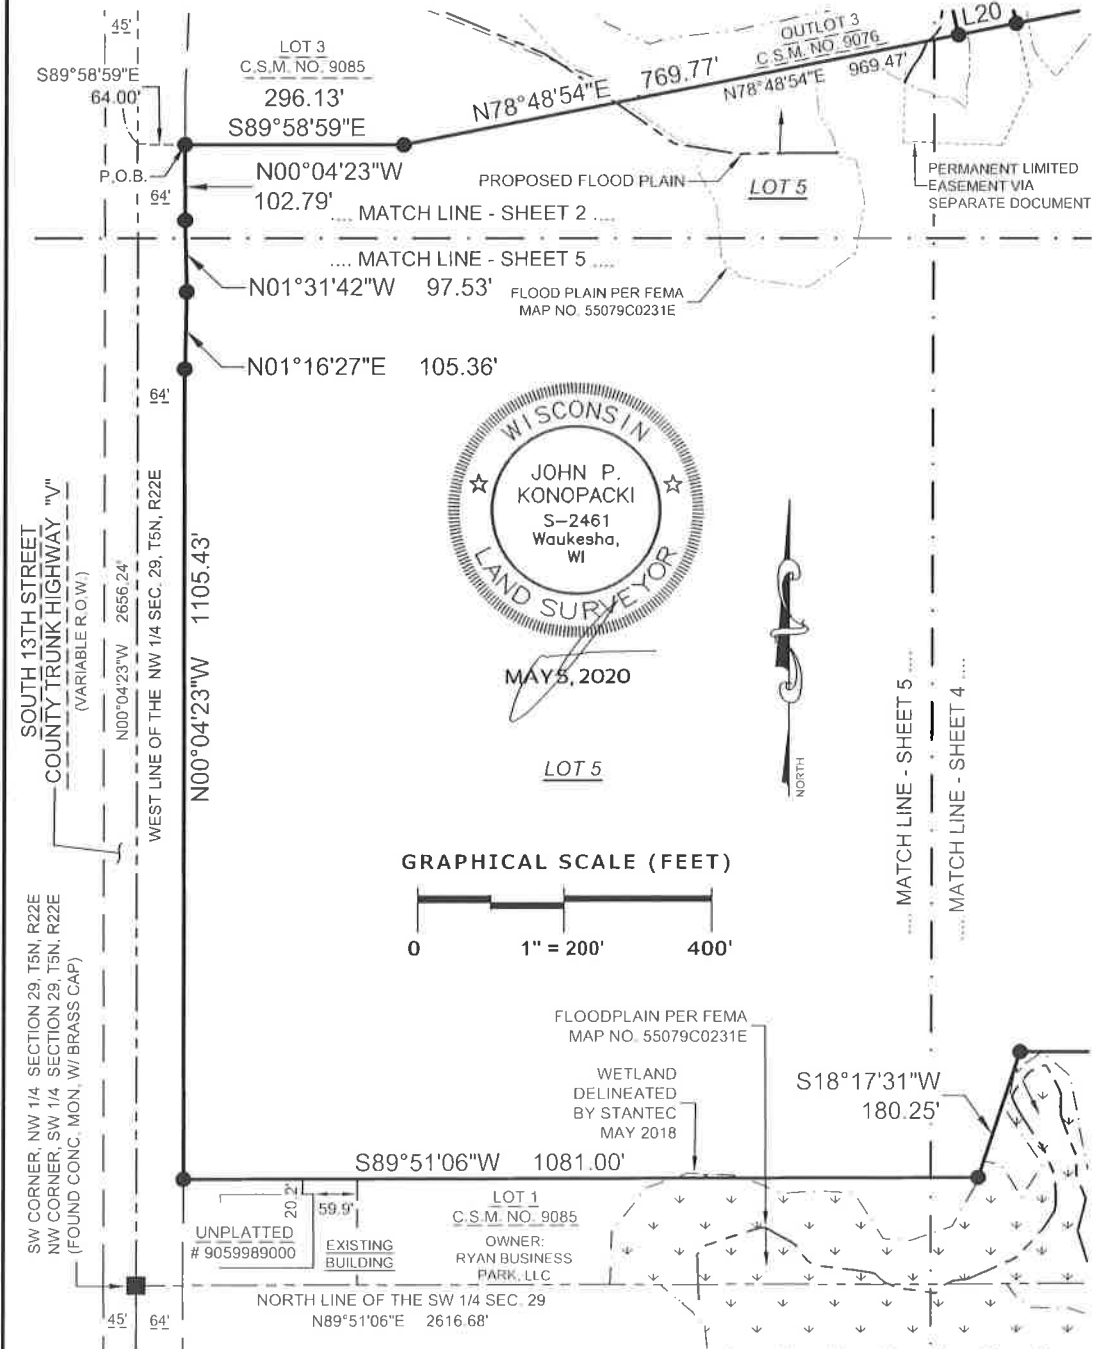 45'
S89°58'59"E
64.00'
LOT 3
C.S.M. NO. 9085
296.13'
S89°58'59"E
N78°48'54"E 769.77'
OUTLOT 3
C.S.M. NO. 9076
N78°48'54"E 969.47'
L20
P.O.B.
64'
N00°04'23"W
102.79'
PROPOSED FLOOD PLAIN
LOT 5
PERMANENT LIMITED
EASEMENT VIA
SEPARATE DOCUMENT
.... MATCH LINE - SHEET 2 ....
.... MATCH LINE - SHEET 5 ....
N01°31'42"W 97.53'
FLOOD PLAIN PER FEMA
MAP NO. 55079C0231E
N01°16'27"E 105.36'
64'
WISCONSIN
JOHN P.
KONOPACKI
S-2461
Waukesha,
WI
LAND SURVEYOR
MAY 5, 2020
SOUTH 13TH STREET
COUNTY TRUNK HIGHWAY "V"
(VARIABLE R.O.W.)
N00°04'23"W 2656.24'
WEST LINE OF THE NW 1/4 SEC. 29, T5N, R22E
N00°04'23"W 1105.43'
LOT 5
NORTH
.... MATCH LINE - SHEET 5 ....
.... MATCH LINE - SHEET 4 ....
GRAPHICAL SCALE (FEET)
0 1" = 200' 400'
SW CORNER, NW 1/4 SECTION 29, T5N, R22E
NW CORNER, SW 1/4 SECTION 29, T5N, R22E
(FOUND CONC. MON. W/ BRASS CAP)
FLOODPLAIN PER FEMA
MAP NO. 55079C0231E
WETLAND
DELINEATED
BY STANTEC
MAY 2018
S18°17'31"W
180.25'
S89°51'06"W 1081.00'
20.2'
59.9'
UNPLATTED
# 9059989000
EXISTING
BUILDING
LOT 1
C.S.M. NO. 9085
OWNER:
RYAN BUSINESS
PARK, LLC
NORTH LINE OF THE SW 1/4 SEC. 29
N89°51'06"E 2616.68'
45'
64'